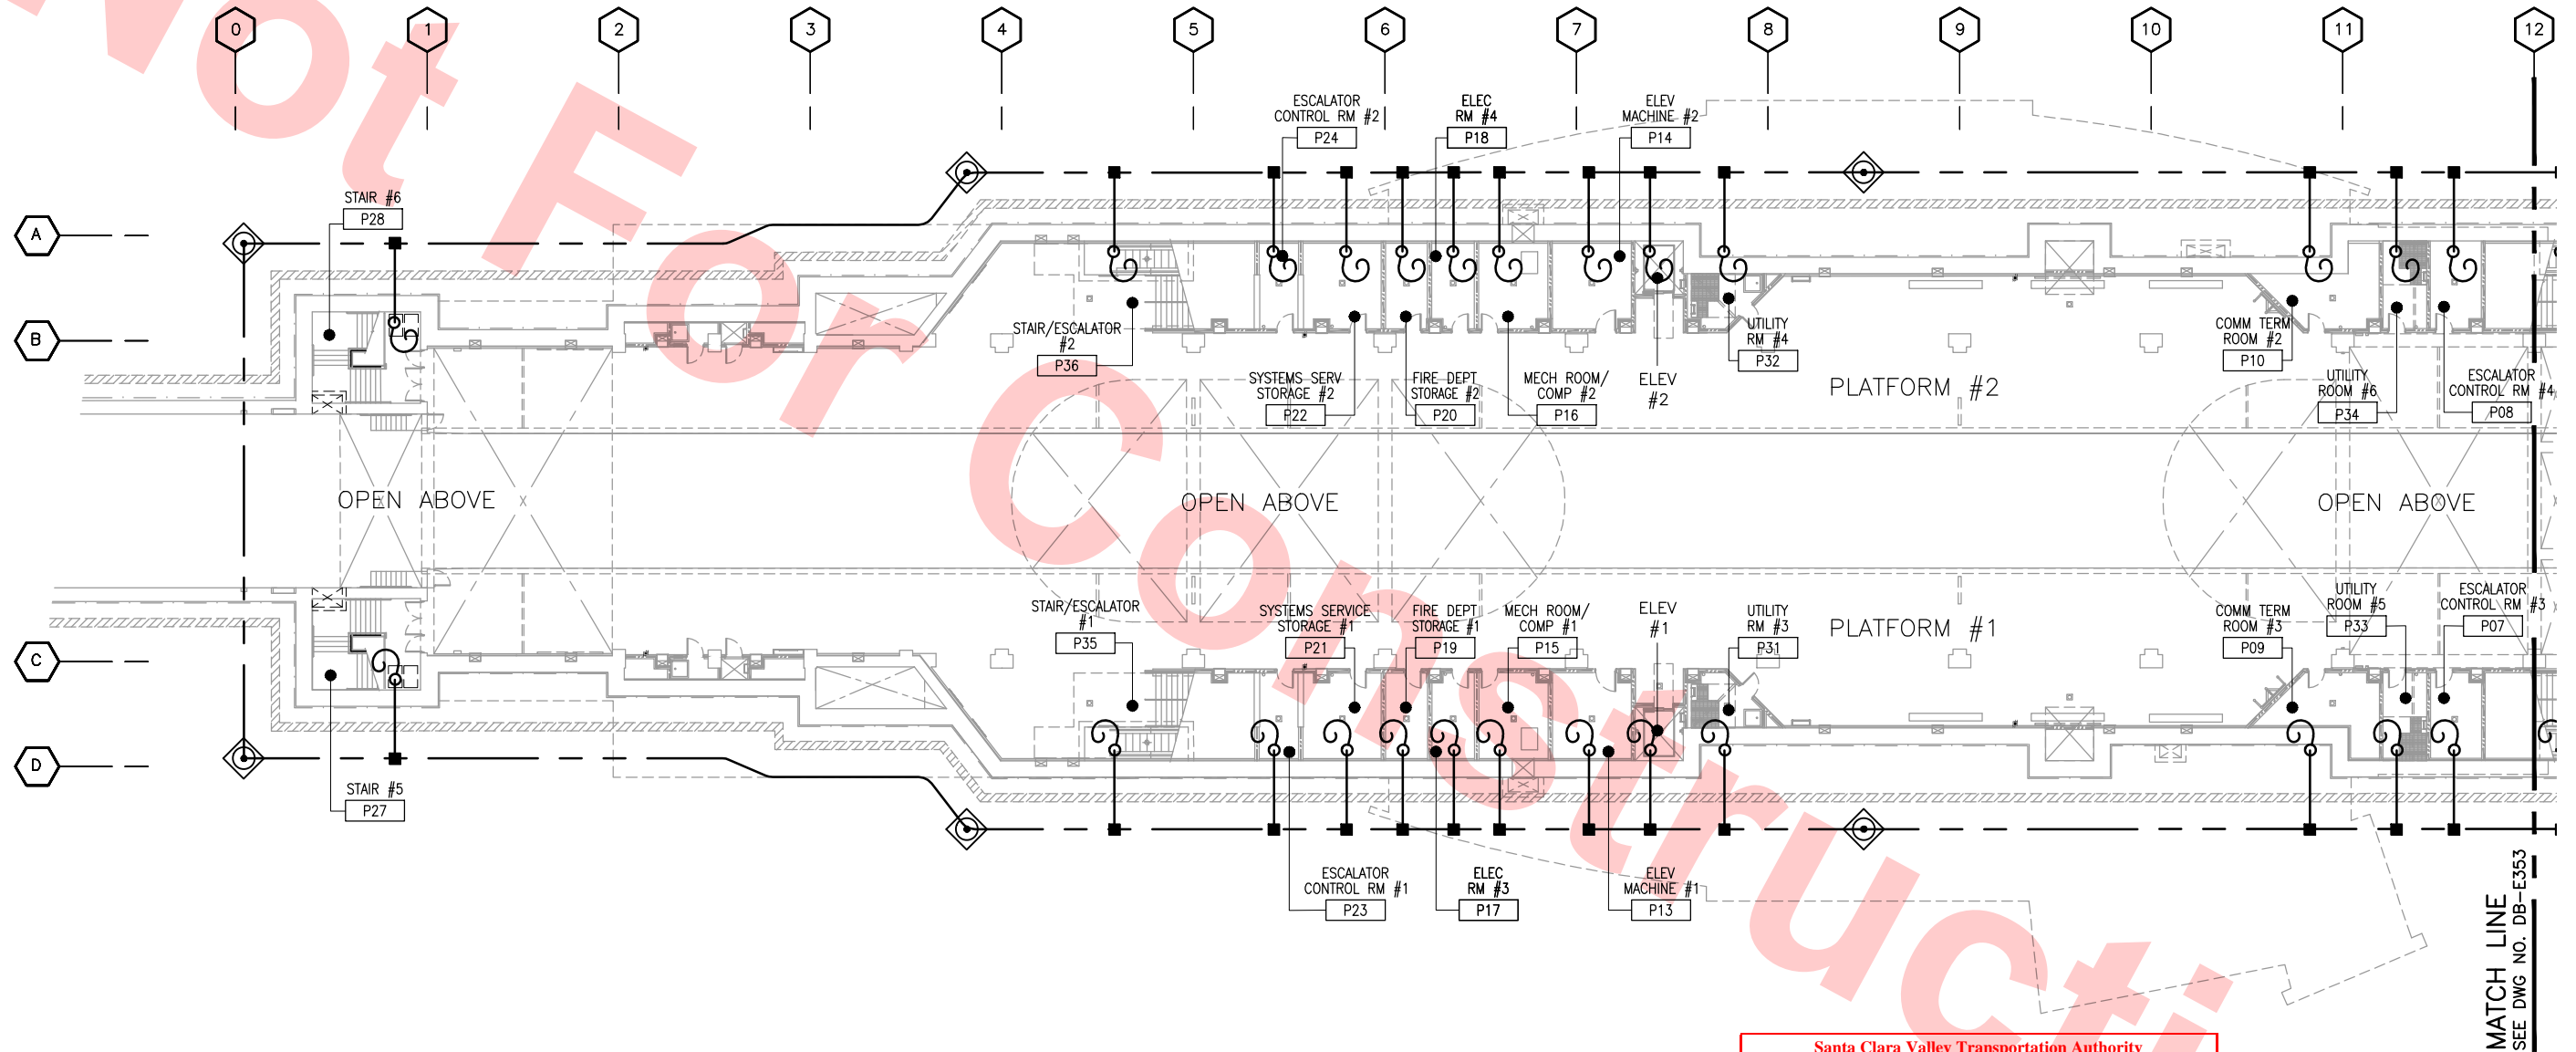 0 1 2 3 4 5 6 7 8 9 10 11 12
Not For Constructi
ESCALATOR
CONTROL RM #2
P24
ELEC
RM #4
P18
ELEV
MACHINE #2
P14
STAIR #6
P28
A
B
STAIR/ESCALATOR
#2
P36
SYSTEMS SERV
STORAGE #2
P22
FIRE DEPT
STORAGE #2
P20
MECH ROOM/
COMP #2
P16
ELEV
#2
UTILITY
RM #4
P32
PLATFORM #2
COMM TERM
ROOM #2
P10
UTILITY
ROOM #6
P34
ESCALATOR
CONTROL RM #4
P08
OPEN ABOVE
OPEN ABOVE
OPEN ABOVE
STAIR/ESCALATOR
#1
P35
SYSTEMS SERVICE
STORAGE #1
P21
FIRE DEPT
STORAGE #1
P19
MECH ROOM/
COMP #1
P15
ELEV
#1
UTILITY
RM #3
P31
PLATFORM #1
COMM TERM
ROOM #3
P09
UTILITY
ROOM #5
P33
ESCALATOR
CONTROL RM #3
P07
C
D
STAIR #5
P27
ESCALATOR
CONTROL RM #1
P23
ELEC
RM #3
P17
ELEV
MACHINE #1
P13
MATCH LINE
SEE DWG NO. DB-E353
Santa Clara Valley Transportation Authority